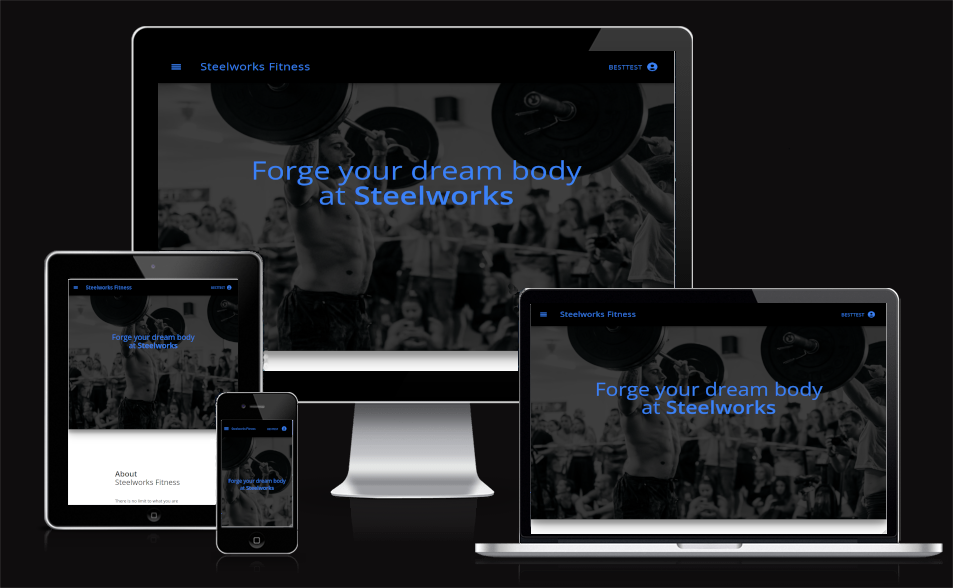 Steelworks Fitness
BESTTEST
Forge your dream body
at Steelworks
Steelworks Fitness
BESTTEST
Forge your dream body
at Steelworks
About
Steelworks Fitness
There is no limit to what you are
Steelworks Fitness
BESTTEST
Forge your dream body
at Steelworks
Steelworks Fitness
BESTTEST
Forge your dream body
at Steelworks